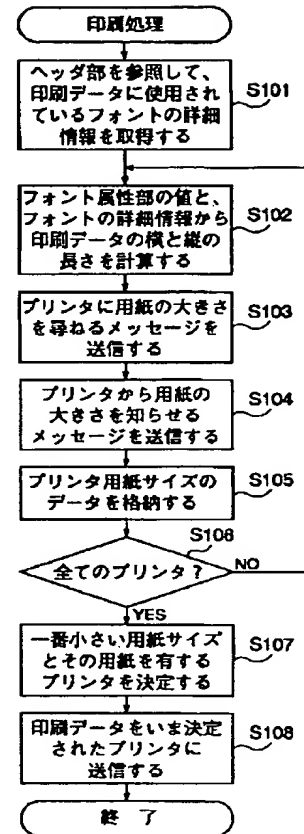 印刷処理
ヘッダ部を参照して、
印刷データに使用され
ているフォントの詳細
情報を取得する
S101
フォント属性部の値と、
フォントの詳細情報から
印刷データの横と縦の
長さを計算する
S102
プリンタに用紙の大きさ
を尋ねるメッセージを
送信する
S103
プリンタから用紙の
大きさを知らせる
メッセージを送信する
S104
プリンタ用紙サイズの
データを格納する
S105
全てのプリンタ?
S106
NO
YES
一番小さい用紙サイズ
とその用紙を有する
プリンタを決定する
S107
印刷データをいま決定
されたプリンタに
送信する
S108
終 了